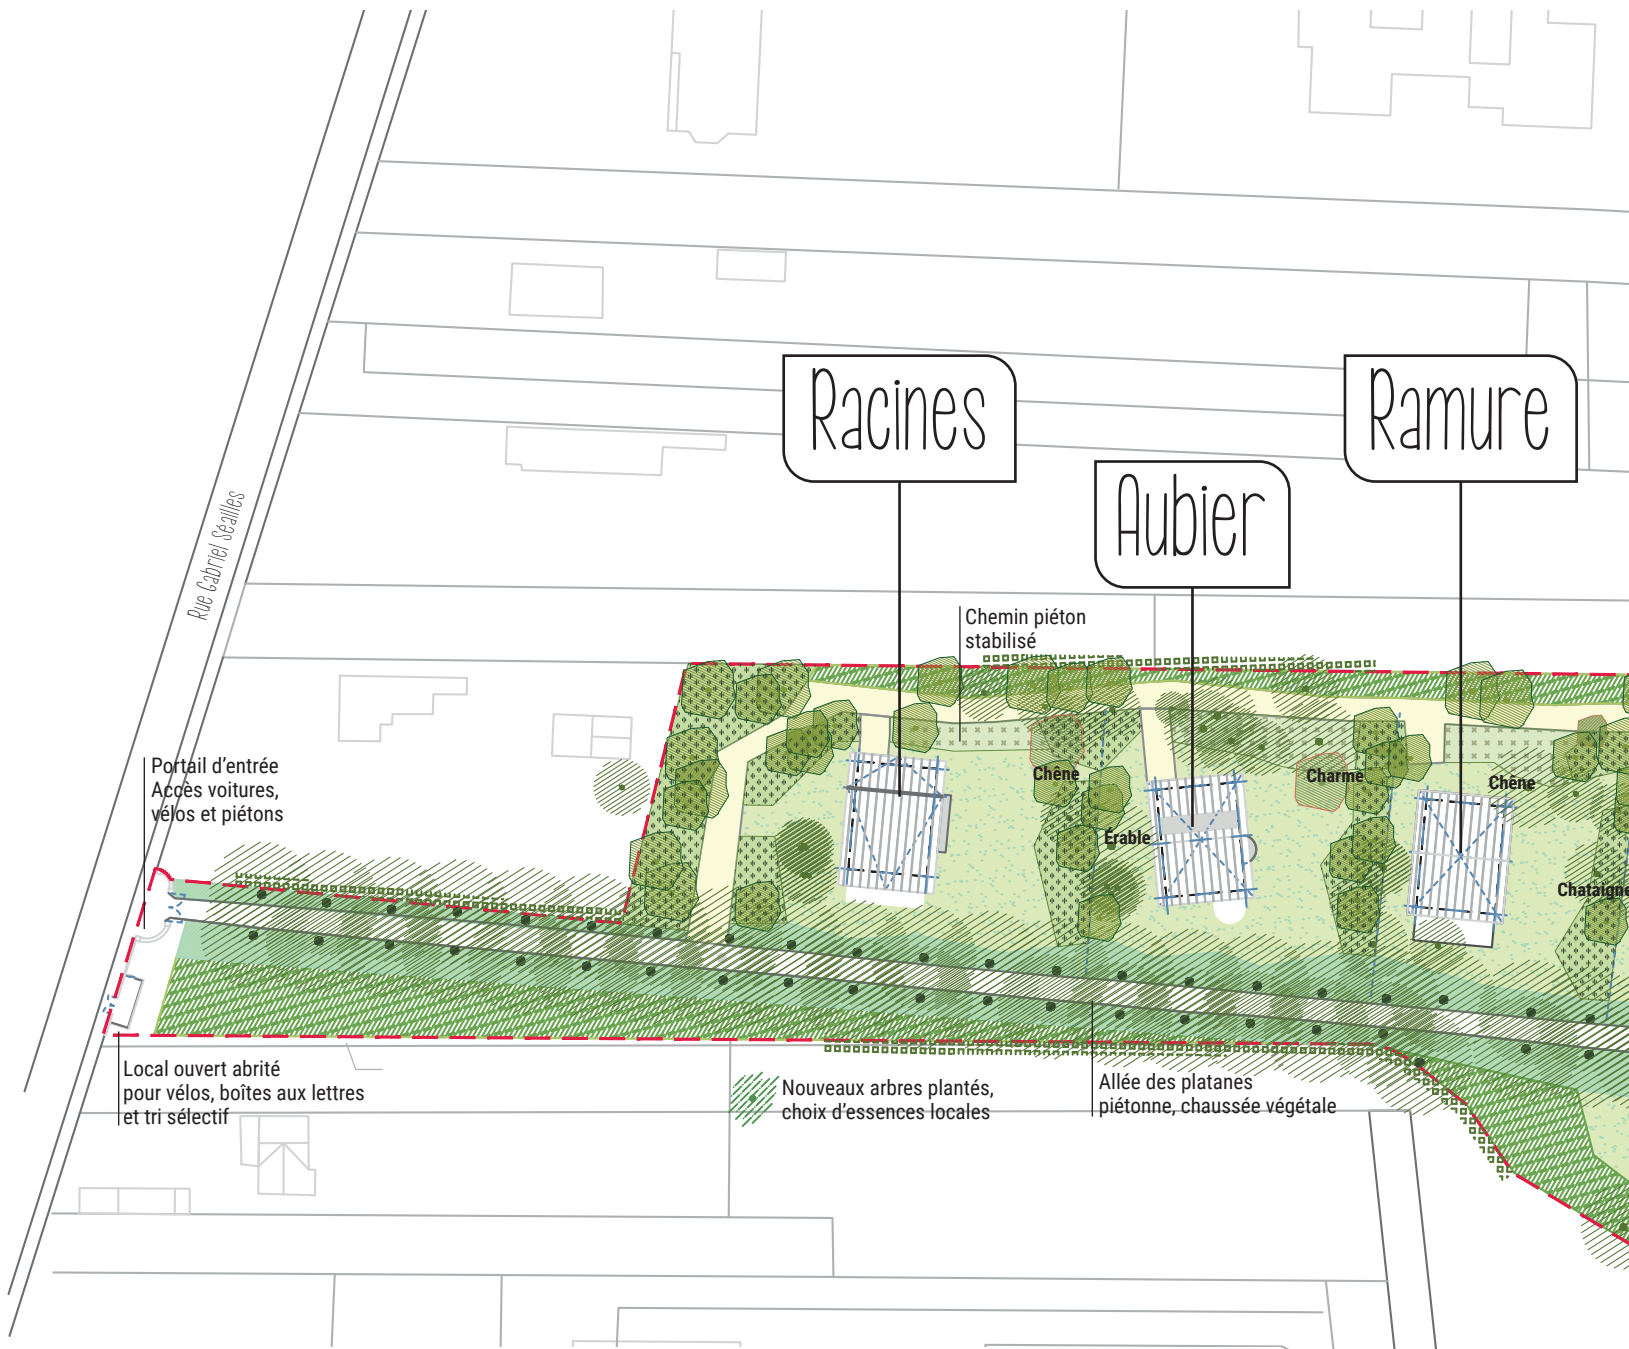 Racines
Ramure
Aubier
Rue Gabriel Séailles
Chemin piéton
stabilisé
Portail d'entrée
Accès voitures,
vélos et piétons
Chêne
Charme
Chêne
Érable
Chataigne
Local ouvert abrité
pour vélos, boîtes aux lettres
et tri sélectif
Nouveaux arbres plantés,
choix d'essences locales
Allée des platanes
piétonne, chaussée végétale